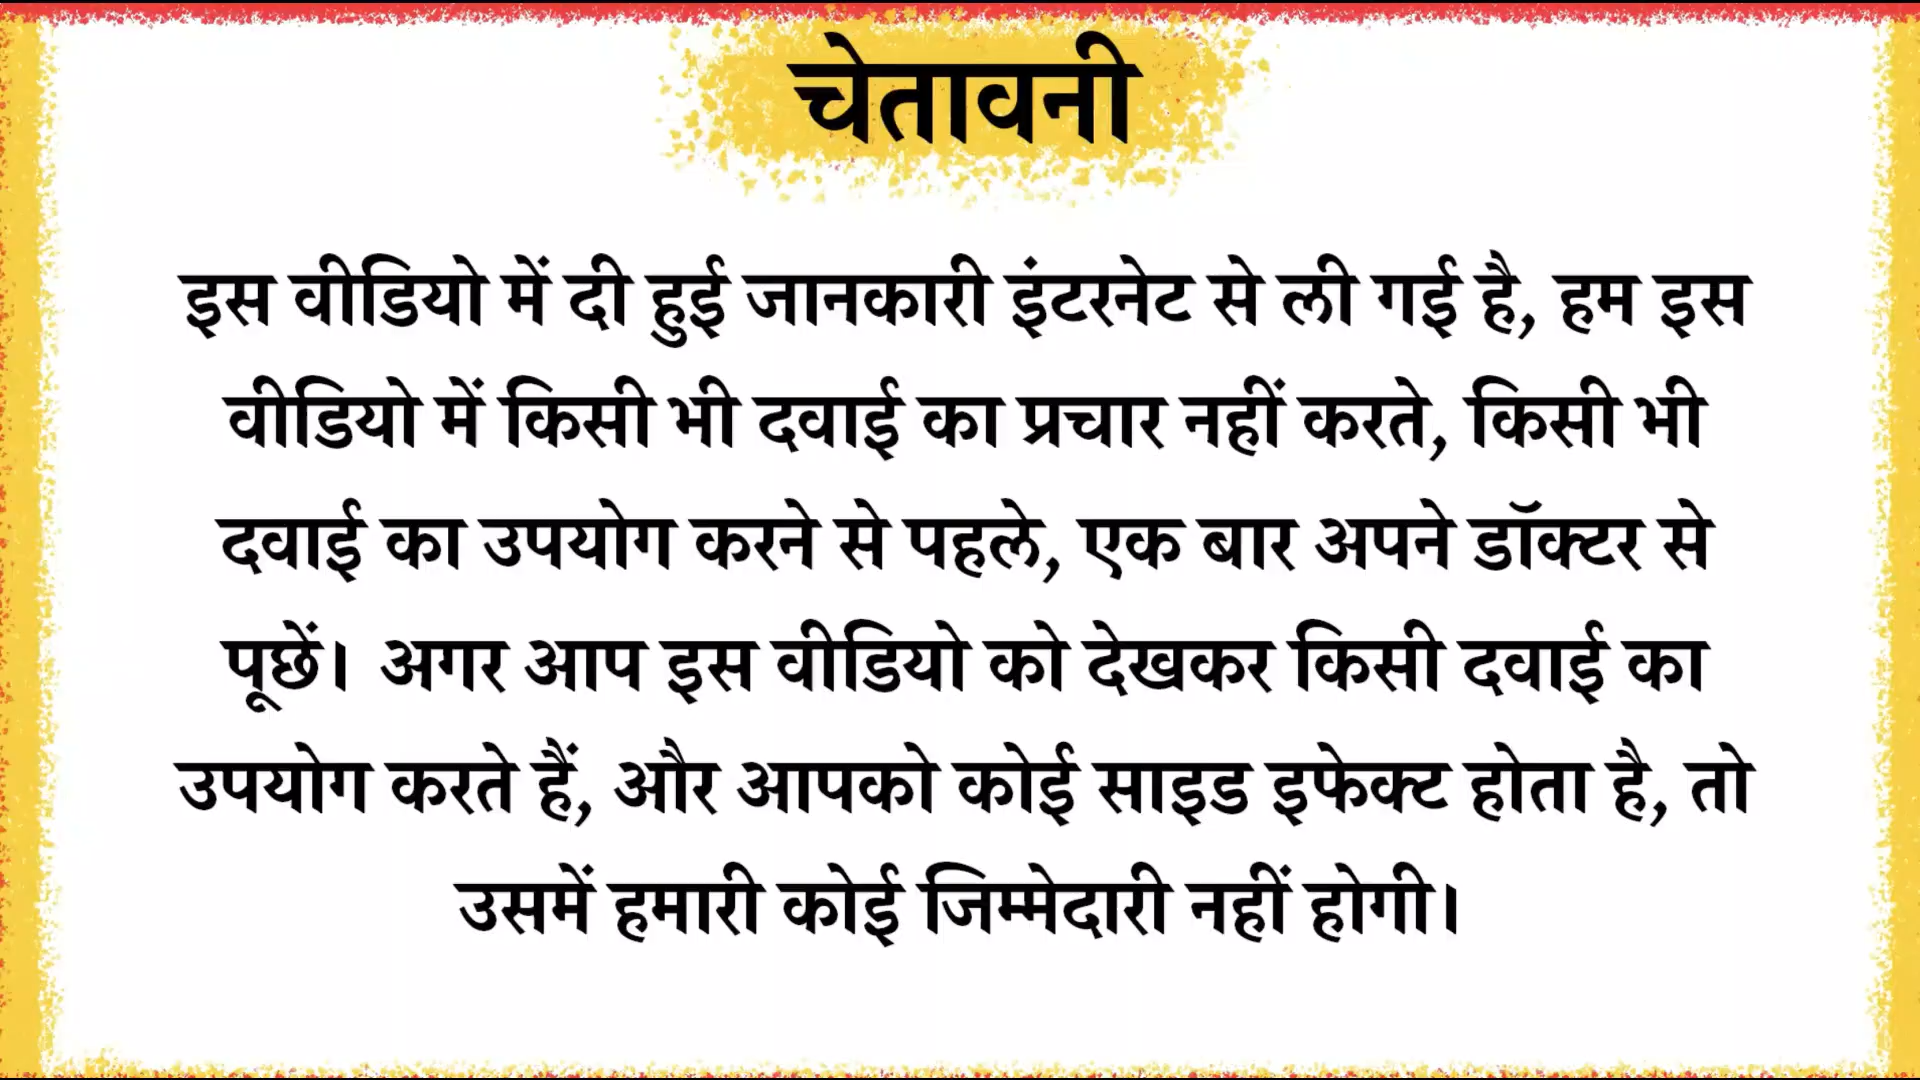 चेतावनी
इस वीडियो में दी हुई जानकारी इंटरनेट से ली गई है, हम इस
वीडियो में किसी भी दवाई का प्रचार नहीं करते, किसी भी
दवाई का उपयोग करने से पहले, एक बार अपने डॉक्टर से
पूछें। अगर आप इस वीडियो को देखकर किसी दवाई का
उपयोग करते हैं, और आपको कोई साइड इफेक्ट होता है, तो
उसमें हमारी कोई जिम्मेदारी नहीं होगी।